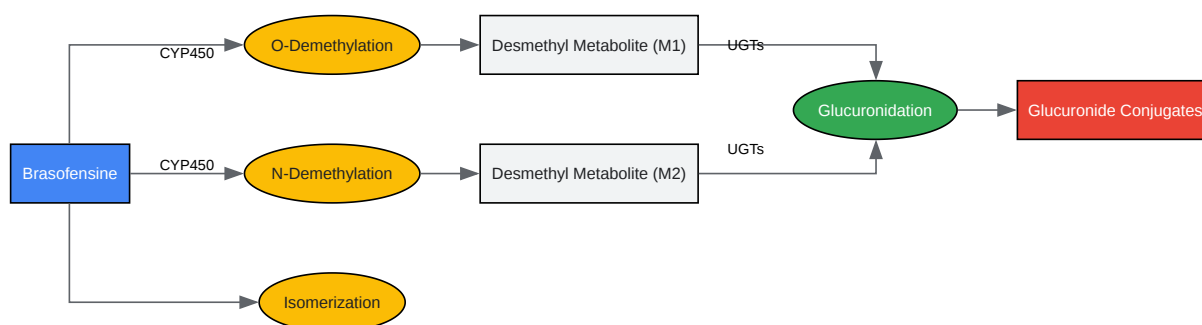 CYP450
O-Demethylation
Desmethyl Metabolite (M1)
UGTs
Glucuronidation
Glucuronide Conjugates
Brasofensine
CYP450
N-Demethylation
Desmethyl Metabolite (M2)
UGTs
Isomerization